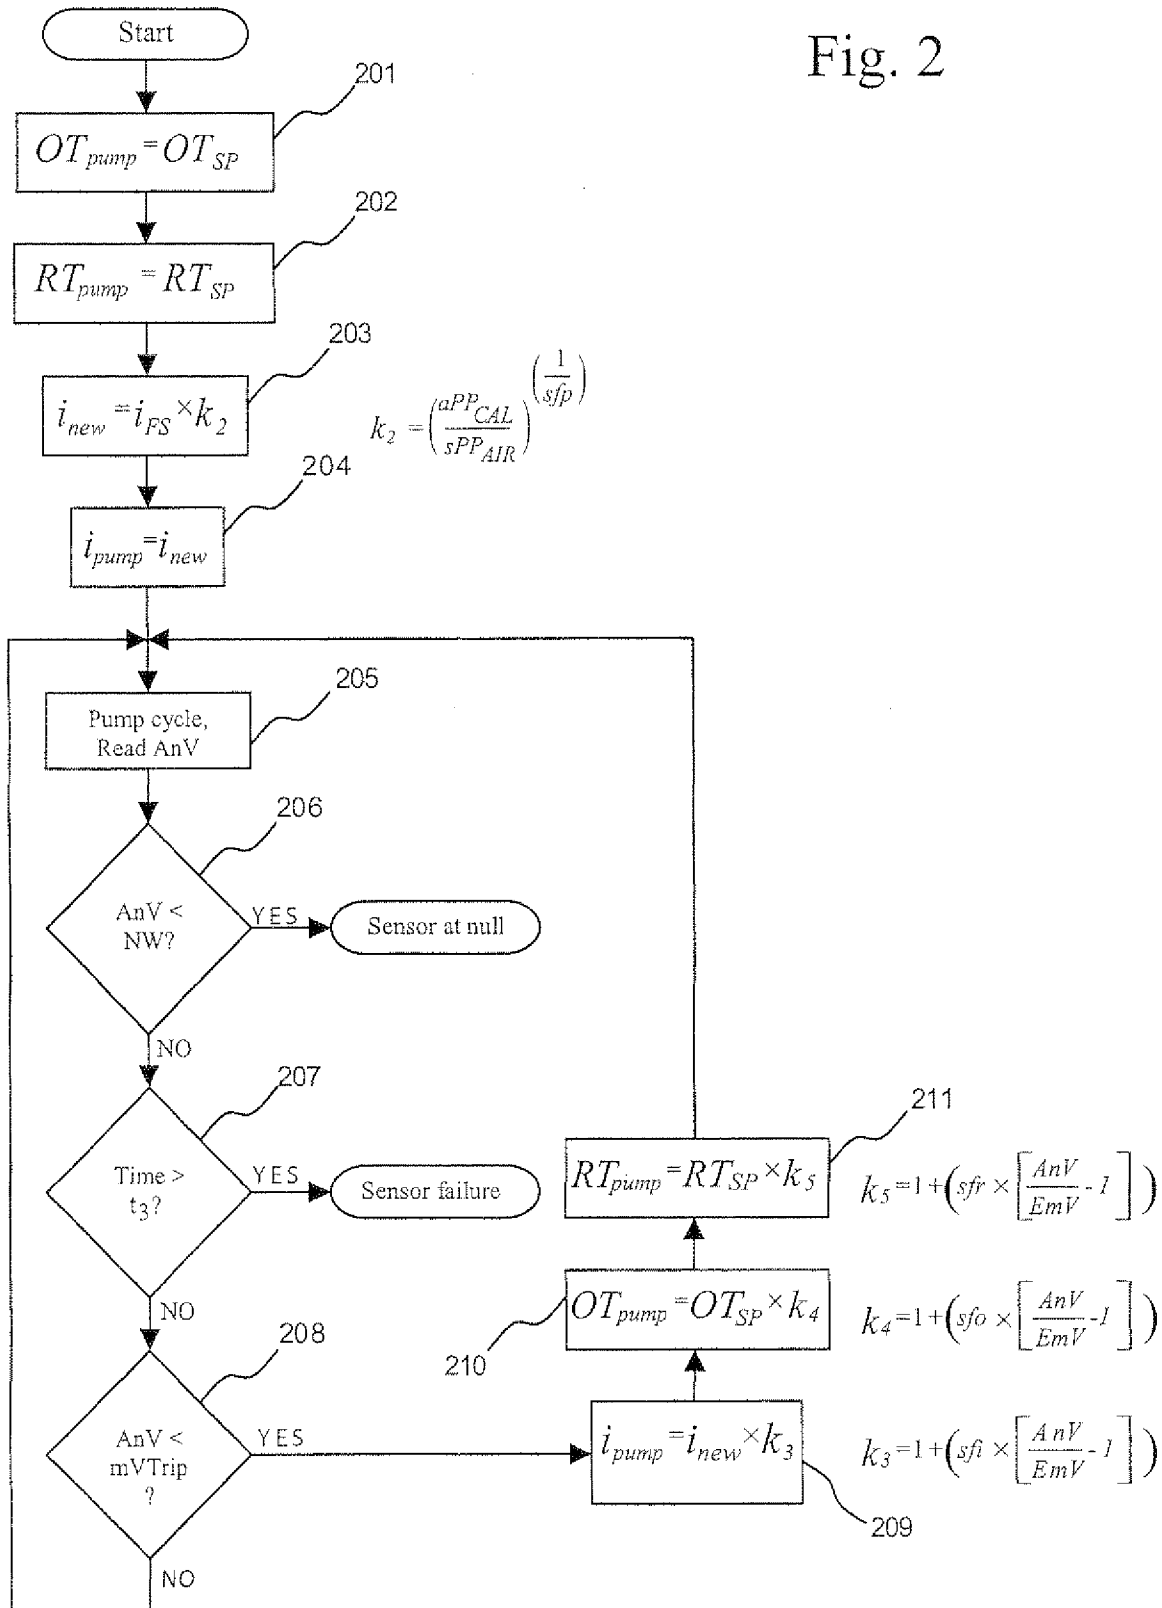 Fig. 2
Start
201
OT_pump = OT_SP
202
RT_pump = RT_SP
203
i_new = i_FS × k_2
k_2 = (aPP_CAL / sPP_AIR)^(1/sfp)
204
i_pump = i_new
205
Pump cycle,
Read AnV
206
AnV <
NW?
YES
Sensor at null
NO
207
Time >
t_3?
YES
Sensor failure
NO
211
RT_pump = RT_SP × k_5
k_5 = 1+(sfr × [AnV/EmV - 1])
210
OT_pump = OT_SP × k_4
k_4 = 1+(sfo × [AnV/EmV - 1])
208
AnV <
mVTrip
?
YES
i_pump = i_new × k_3
k_3 = 1+(sfi × [AnV/EmV - 1])
209
NO